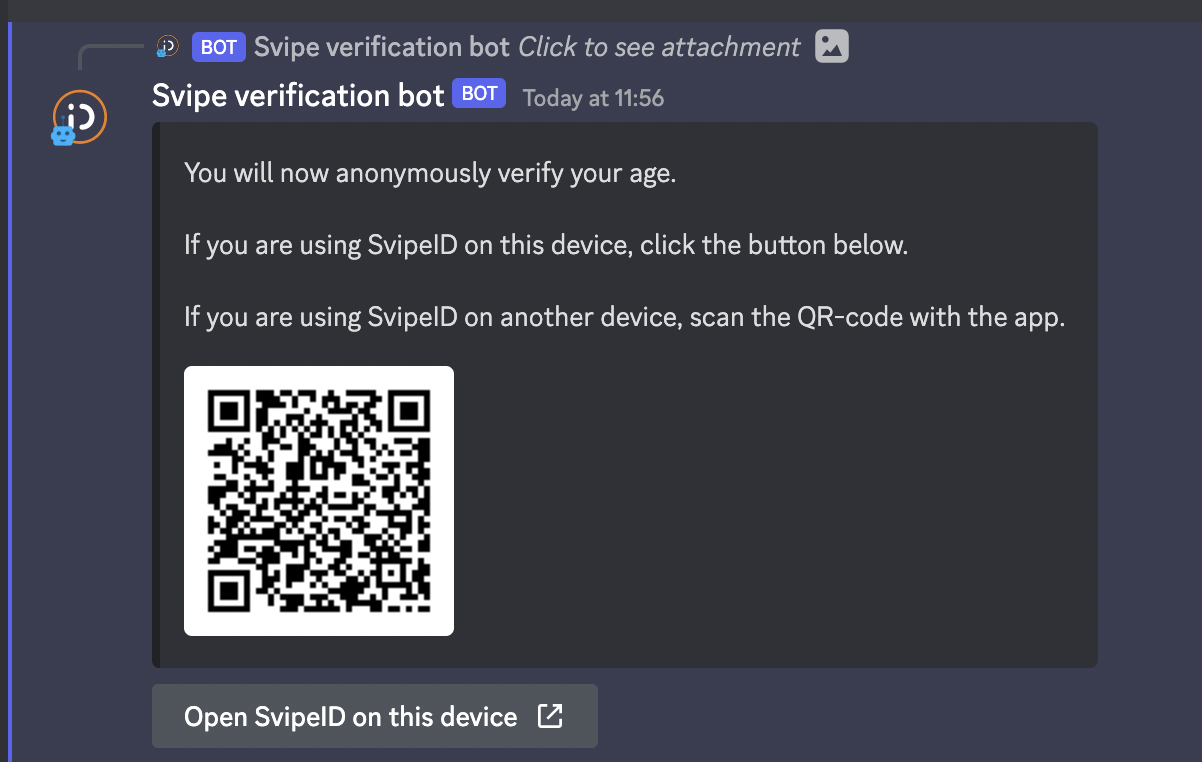 BOT Svipe verification bot Click to see attachment
Svipe verification bot BOT Today at 11:56
You will now anonymously verify your age.
If you are using SvipeID on this device, click the button below.
If you are using SvipeID on another device, scan the QR-code with the app.
Open SvipeID on this device